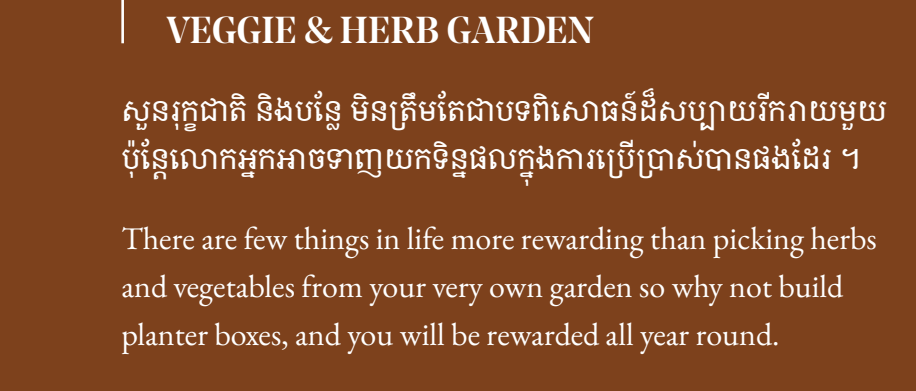 VEGGIE & HERB GARDEN
សួនរុក្ខជាតិ និងបន្លែ មិនត្រឹមតែជាបទពិសោធន៍ដ៏សប្បាយរីករាយមួយ
ប៉ុន្តែលោកអ្នកអាចទាញយកទិន្នផលក្នុងការប្រើប្រាស់បានផងដែរ ។
There are few things in life more rewarding than picking herbs
and vegetables from your very own garden so why not build
planter boxes, and you will be rewarded all year round.